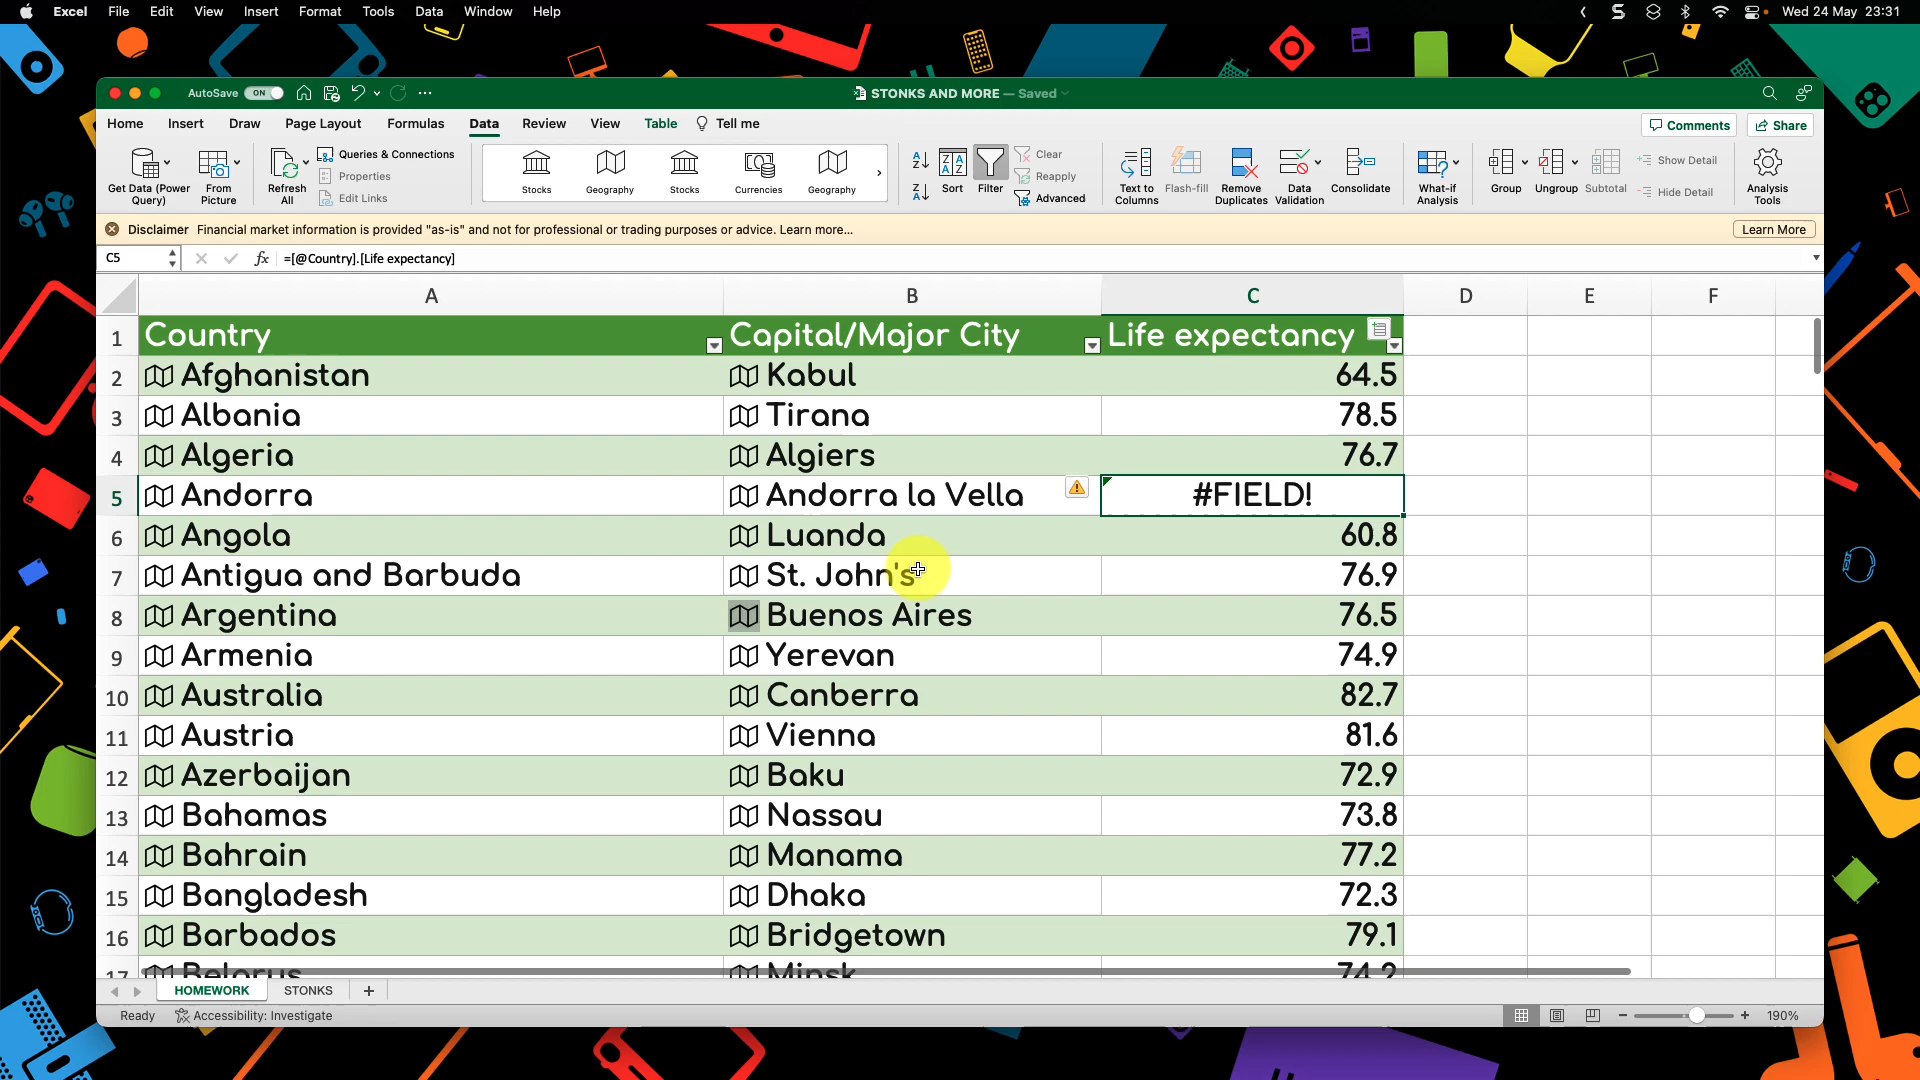 Excel File Edit View Insert Format Tools Data Window Help Wed 24 May 23:31
AutoSave ON STONKS AND MORE — Saved
Home Insert Draw Page Layout Formulas Data Review View Table Tell me Comments Share
Get Data (Power Query) From Picture Refresh All Queries & Connections Properties Edit Links
Stocks Geography Stocks Currencies Geography
Sort Filter Clear Reapply Advanced
Text to Columns Flash-fill Remove Duplicates Data Validation Consolidate What-if Analysis
Group Ungroup Subtotal Show Detail Hide Detail Analysis Tools
Disclaimer Financial market information is provided "as-is" and not for professional or trading purposes or advice. Learn more... Learn More
C5 fx =[@Country].[Life expectancy]
A B C D E F
1 Country Capital/Major City Life expectancy
2 Afghanistan Kabul 64.5
3 Albania Tirana 78.5
4 Algeria Algiers 76.7
5 Andorra Andorra la Vella #FIELD!
6 Angola Luanda 60.8
7 Antigua and Barbuda St. John's 76.9
8 Argentina Buenos Aires 76.5
9 Armenia Yerevan 74.9
10 Australia Canberra 82.7
11 Austria Vienna 81.6
12 Azerbaijan Baku 72.9
13 Bahamas Nassau 73.8
14 Bahrain Manama 77.2
15 Bangladesh Dhaka 72.3
16 Barbados Bridgetown 79.1
17 Belarus Minsk 74.2
HOMEWORK STONKS +
Ready Accessibility: Investigate 190%